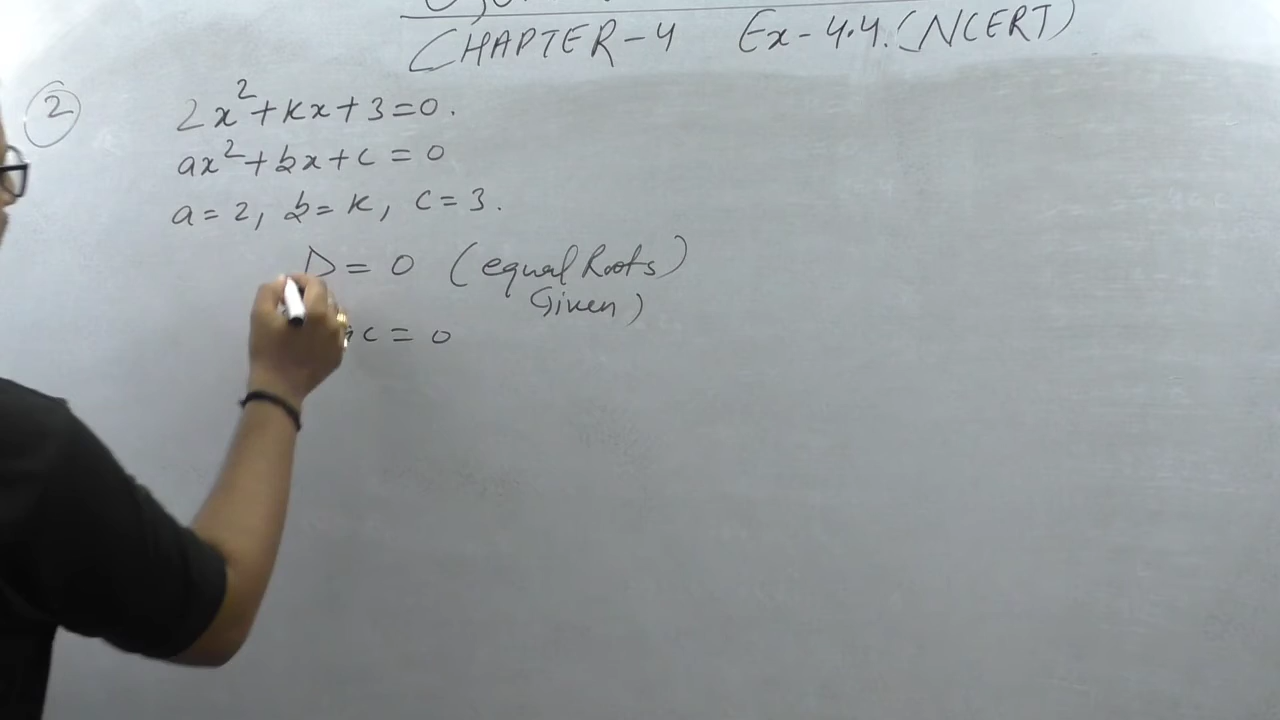 CHAPTER-4 Ex-4.4.(NCERT)
2 2x²+kx+3=0.
ax²+bx+c=0
a=2, b=k, c=3.
D=0 (equal Roots)
Given)
c=0